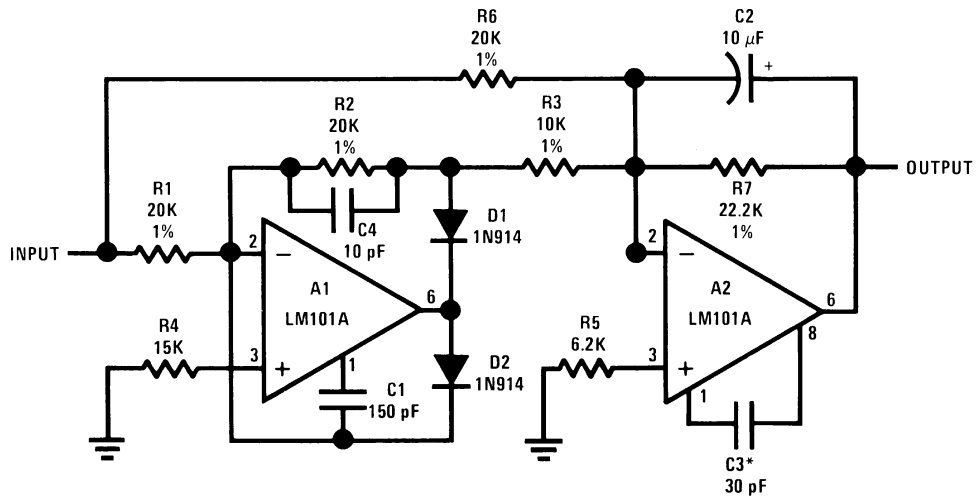 R6
20K
1%
C2
10 μF
+
R2
20K
1%
R3
10K
1%
R7
22.2K
1%
OUTPUT
C4
10 pF
D1
1N914
R1
20K
1%
INPUT
2
−
A1
LM101A
6
3
+
1
R4
15K
C1
150 pF
D2
1N914
R5
6.2K
2
−
A2
LM101A
6
8
3
+
1
C3*
30 pF